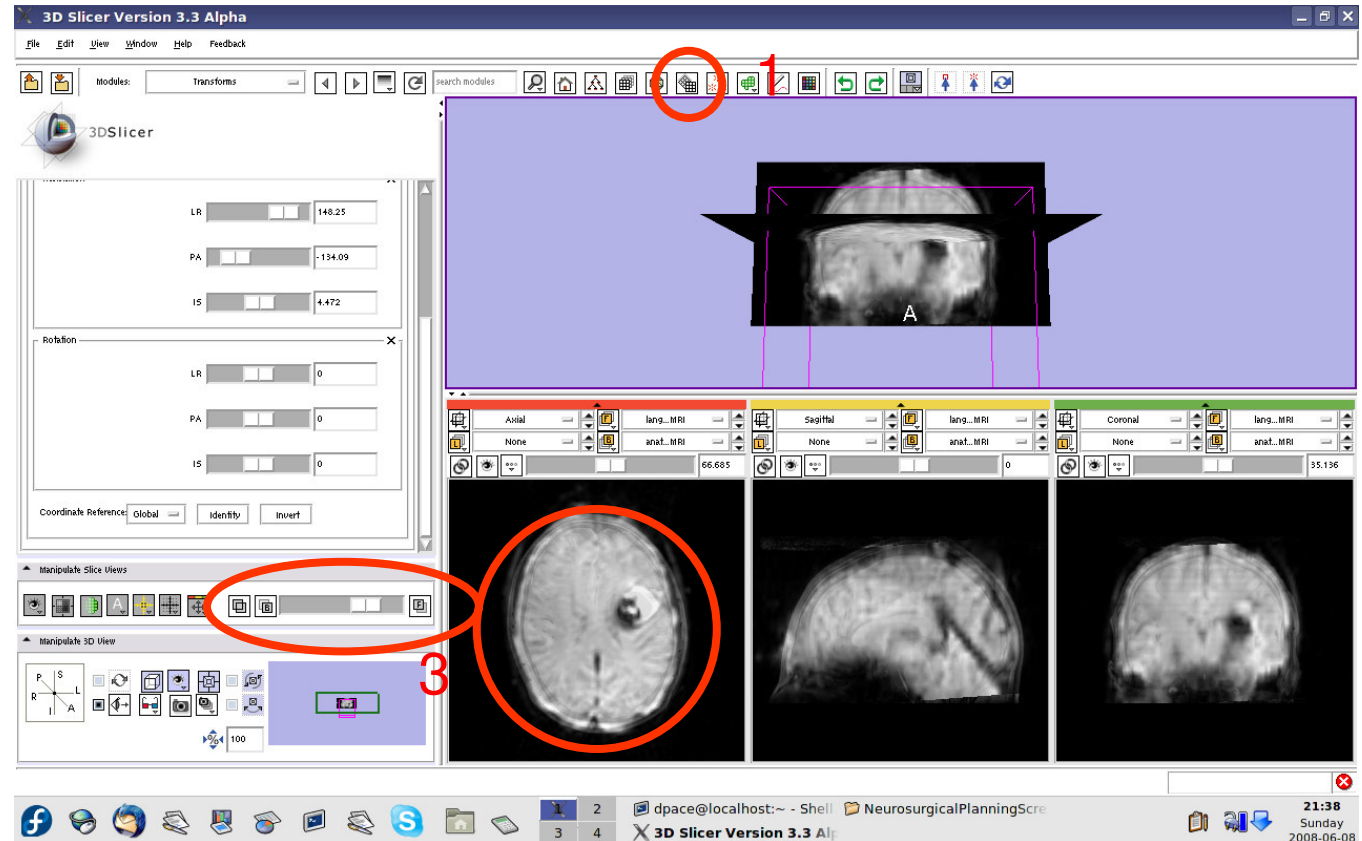 3D Slicer Version 3.3 Alpha
File Edit View Window Help Feedback
Modules: Transforms search modules
1
3DSlicer
LR 148.25
PA -134.09
IS 4.472
Rotation
LR 0
PA 0
IS 0
Coordinate Reference: Global Identity Invert
A
Axial F lang...MRI
L None B anat...MRI
66.685
Sagittal F lang...MRI
L None B anat...MRI
0
Coronal F lang...MRI
L None B anat...MRI
35.136
Manipulate Slice Views
A B F
3
Manipulate 3D View
P S
R L
I A
% 100
1 2
3 4
dpace@localhost:~ - Shell
NeurosurgicalPlanningScre
3D Slicer Version 3.3 Alp
21:38
Sunday
2008-06-08